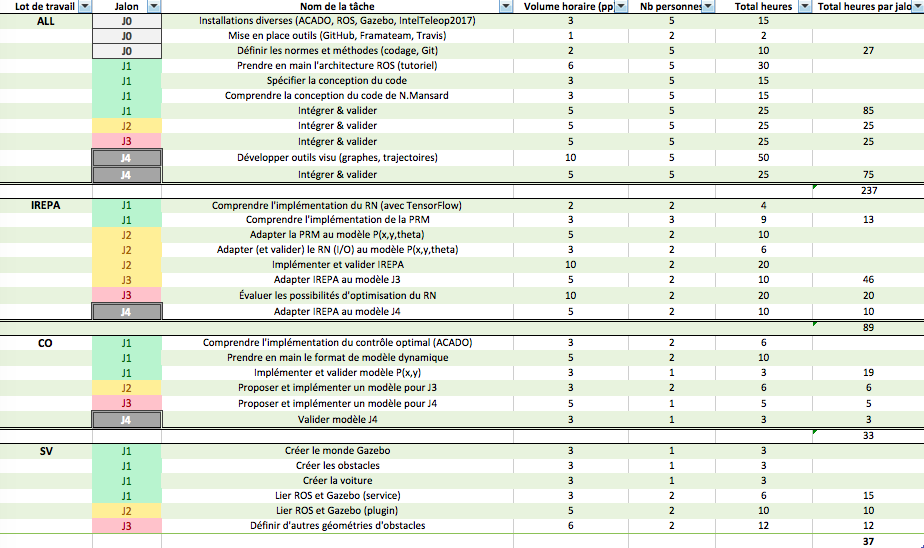 Lot de travail Jalon Nom de la tâche Volume horaire (pp Nb personnes Total heures Total heures par jalo
ALL J0 Installations diverses (ACADO, ROS, Gazebo, IntelTeleop2017) 3 5 15
J0 Mise en place outils (GitHub, Framateam, Travis) 1 2 2
J0 Définir les normes et méthodes (codage, Git) 2 5 10 27
J1 Prendre en main l'architecture ROS (tutoriel) 6 5 30
J1 Spécifier la conception du code 3 5 15
J1 Comprendre la conception du code de N.Mansard 3 5 15
J1 Intégrer & valider 5 5 25 85
J2 Intégrer & valider 5 5 25 25
J3 Intégrer & valider 5 5 25 25
J4 Développer outils visu (graphes, trajectoires) 10 5 50
J4 Intégrer & valider 5 5 25 75
237
IREPA J1 Comprendre l'implémentation du RN (avec TensorFlow) 2 2 4
J1 Comprendre l'implémentation de la PRM 3 3 9 13
J2 Adapter la PRM au modèle P(x,y,theta) 5 2 10
J2 Adapter (et valider) le RN (I/O) au modèle P(x,y,theta) 3 2 6
J2 Implémenter et valider IREPA 10 2 20
J3 Adapter IREPA au modèle J3 5 2 10 46
J3 Évaluer les possibilités d'optimisation du RN 10 2 20 20
J4 Adapter IREPA au modèle J4 5 2 10 10
89
CO J1 Comprendre l'implémentation du contrôle optimal (ACADO) 3 2 6
J1 Prendre en main le format de modèle dynamique 5 2 10
J1 Implémenter et valider modèle P(x,y) 3 1 3 19
J2 Proposer et implémenter un modèle pour J3 3 2 6 6
J3 Proposer et implémenter un modèle pour J4 5 1 5 5
J4 Valider modèle J4 3 1 3 3
33
SV J1 Créer le monde Gazebo 3 1 3
J1 Créer les obstacles 3 1 3
J1 Créer la voiture 3 1 3
J1 Lier ROS et Gazebo (service) 3 2 6 15
J2 Lier ROS et Gazebo (plugin) 5 2 10 10
J3 Définir d'autres géométries d'obstacles 6 2 12 12
37